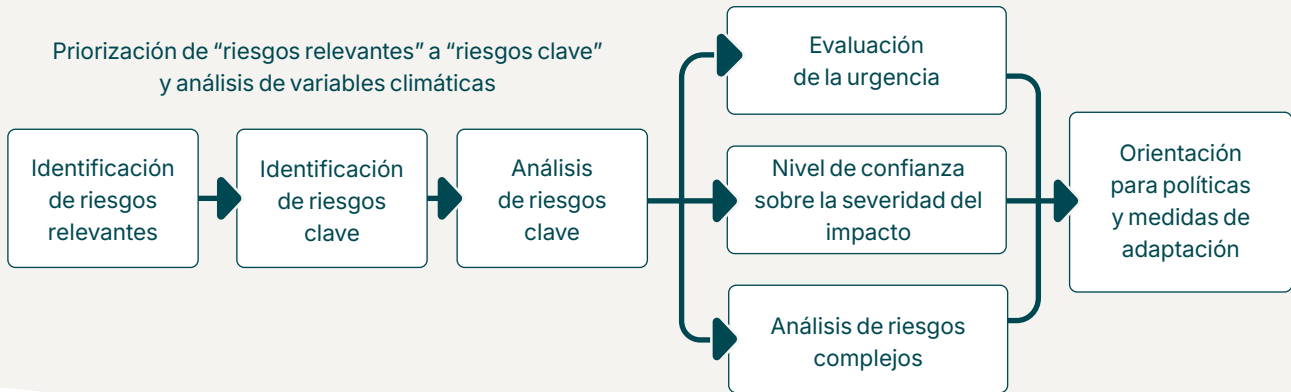 Priorización de “riesgos relevantes” a “riesgos clave”
y análisis de variables climáticas
Identificación
de riesgos
relevantes
Identificación
de riesgos
clave
Análisis
de riesgos
clave
Evaluación
de la urgencia
Nivel de confianza
sobre la severidad del
impacto
Análisis de riesgos
complejos
Orientación
para políticas
y medidas de
adaptación